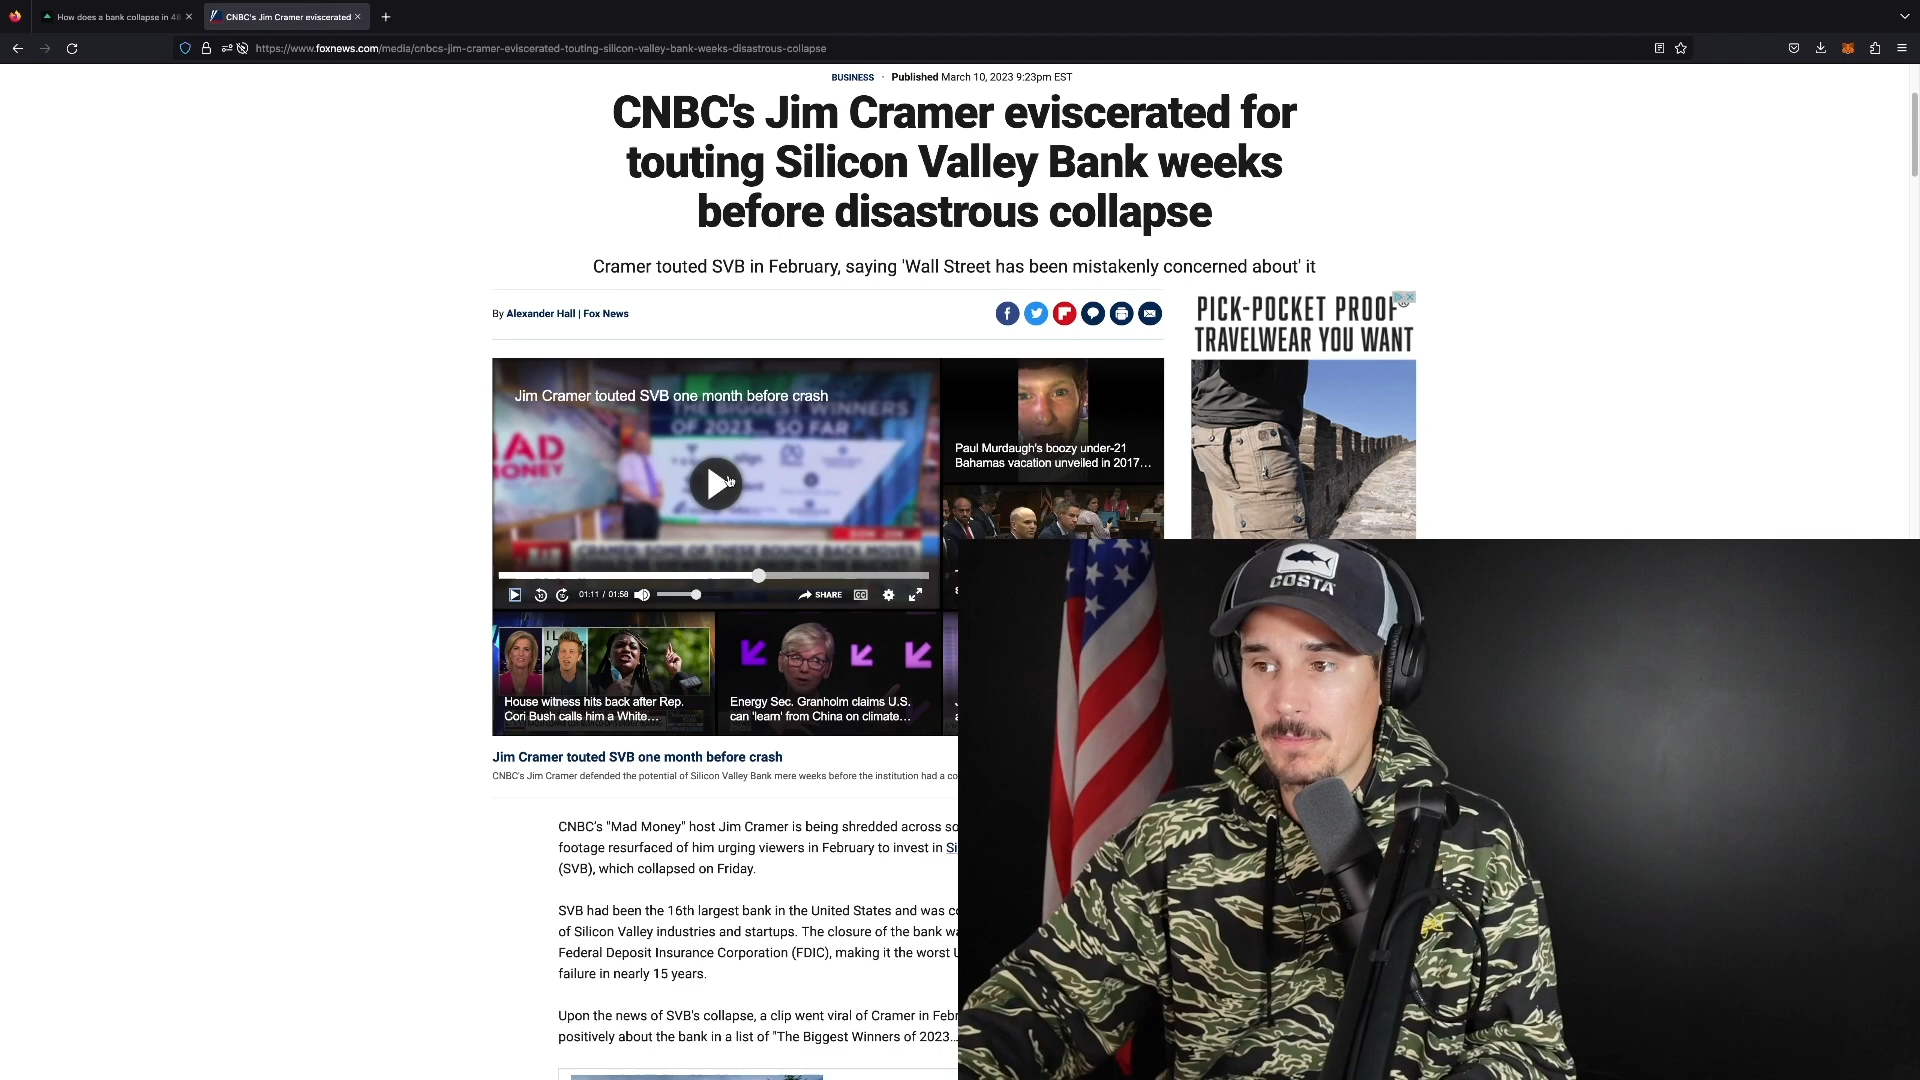 How does a bank collapse in 48
CNBC's Jim Cramer eviscerated
https://www.foxnews.com/media/cnbcs-jim-cramer-eviscerated-touting-silicon-valley-bank-weeks-disastrous-collapse
BUSINESS · Published March 10, 2023 9:23pm EST
CNBC's Jim Cramer eviscerated for
touting Silicon Valley Bank weeks
before disastrous collapse
Cramer touted SVB in February, saying 'Wall Street has been mistakenly concerned about' it
By Alexander Hall | Fox News
PICK-POCKET PROOF
TRAVELWEAR YOU WANT
Jim Cramer touted SVB one month before crash
THE BIGGEST WINNERS
OF 2023... SO FAR
MAD
MONEY
CRAMER: SOME OF THESE BOUNCE BACK MOVES
01:11 / 01:58
SHARE
CC
Paul Murdaugh's boozy under-21
Bahamas vacation unveiled in 2017...
House witness hits back after Rep.
Cori Bush calls him a White...
Energy Sec. Granholm claims U.S.
can 'learn' from China on climate...
COSTA
Jim Cramer touted SVB one month before crash
CNBC's Jim Cramer defended the potential of Silicon Valley Bank mere weeks before the institution had a co
CNBC's "Mad Money" host Jim Cramer is being shredded across so
footage resurfaced of him urging viewers in February to invest in Si
(SVB), which collapsed on Friday.
SVB had been the 16th largest bank in the United States and was co
of Silicon Valley industries and startups. The closure of the bank wa
Federal Deposit Insurance Corporation (FDIC), making it the worst U
failure in nearly 15 years.
Upon the news of SVB's collapse, a clip went viral of Cramer in Febr
positively about the bank in a list of "The Biggest Winners of 2023...